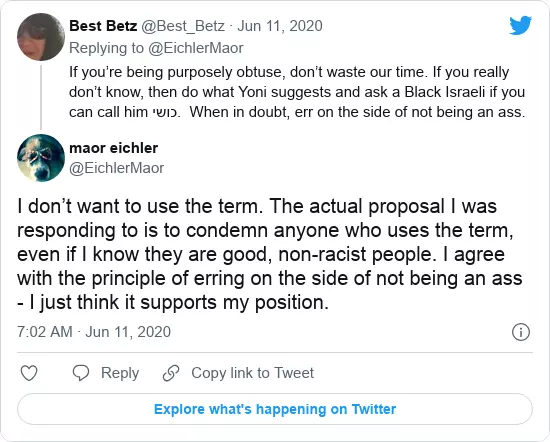 Best Betz @Best_Betz · Jun 11, 2020
Replying to @EichlerMaor
If you’re being purposely obtuse, don’t waste our time. If you really
don’t know, then do what Yoni suggests and ask a Black Israeli if you
can call him כושי. When in doubt, err on the side of not being an ass.
maor eichler
@EichlerMaor
I don’t want to use the term. The actual proposal I was
responding to is to condemn anyone who uses the term,
even if I know they are good, non-racist people. I agree
with the principle of erring on the side of not being an ass
- I just think it supports my position.
7:02 AM · Jun 11, 2020
Reply
Copy link to Tweet
Explore what's happening on Twitter